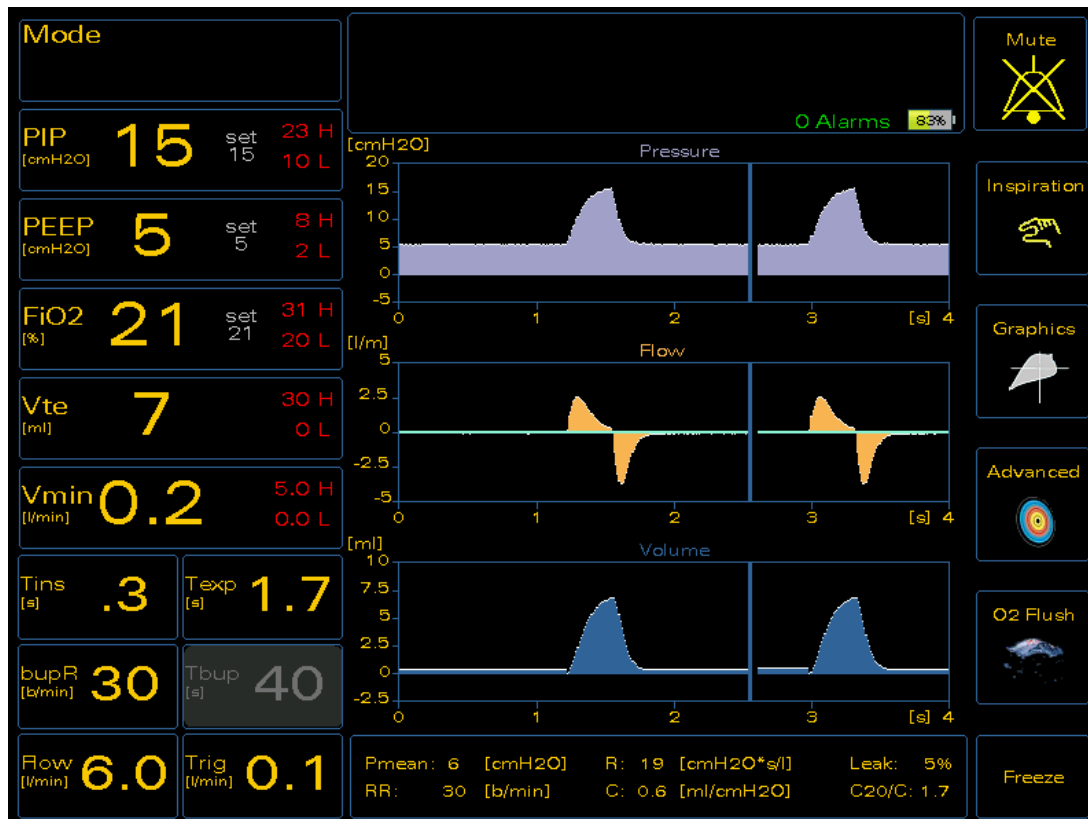 Mode
0 Alarms 83%
Mute
PIP [cmH2O] 15 set 15 23 H 10 L
PEEP [cmH2O] 5 set 5 8 H 2 L
FiO2 [%] 21 set 21 31 H 20 L
Vte [ml] 7 30 H 0 L
Vmin [l/min] 0.2 5.0 H 0.0 L
Tins [s] .3
Texp [s] 1.7
bupR [b/min] 30
Tbup [s] 40
Flow [l/min] 6.0
Trig [l/min] 0.1
[cmH2O] Pressure
20
15
10
5
0
-5
0 1 2 3 [s] 4
[l/m] Flow
5
2.5
0
-2.5
-5
0 1 2 3 [s] 4
[ml] Volume
10
7.5
5
2.5
0
-2.5
0 1 2 3 [s] 4
Pmean: 6 [cmH2O] R: 19 [cmH2O*s/l] Leak: 5%
RR: 30 [b/min] C: 0.6 [ml/cmH2O] C20/C: 1.7
Inspiration
Graphics
Advanced
O2 Flush
Freeze